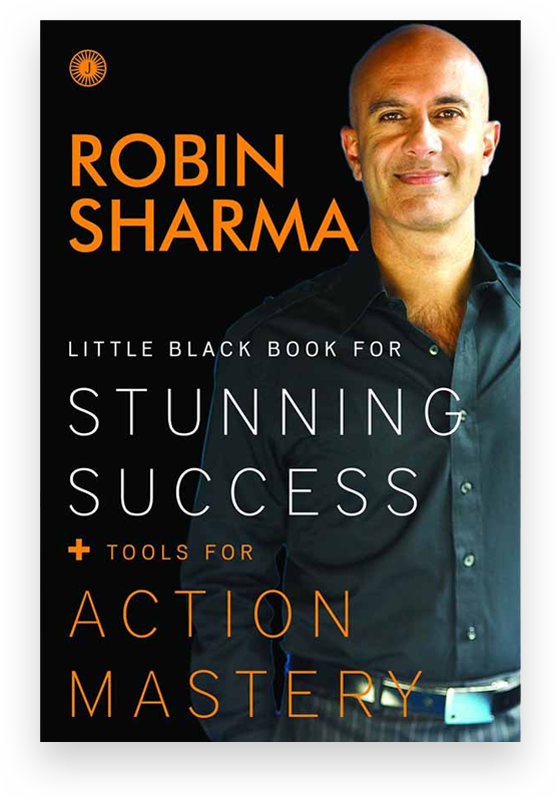 J
ROBIN
SHARMA
LITTLE BLACK BOOK FOR
STUNNING
SUCCESS
+ TOOLS FOR
ACTION
MASTERY